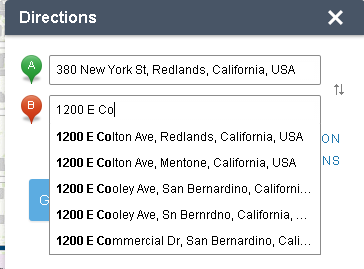 Directions
A
380 New York St, Redlands, California, USA
B
1200 E Co
1200 E Colton Ave, Redlands, California, USA
1200 E Colton Ave, Mentone, California, USA
1200 E Cooley Ave, San Bernardino, Californi...
1200 E Cooley Ave, Sn Bernrdno, California, ...
1200 E Commercial Dr, San Bernardino, Cali...
ON
NS
G